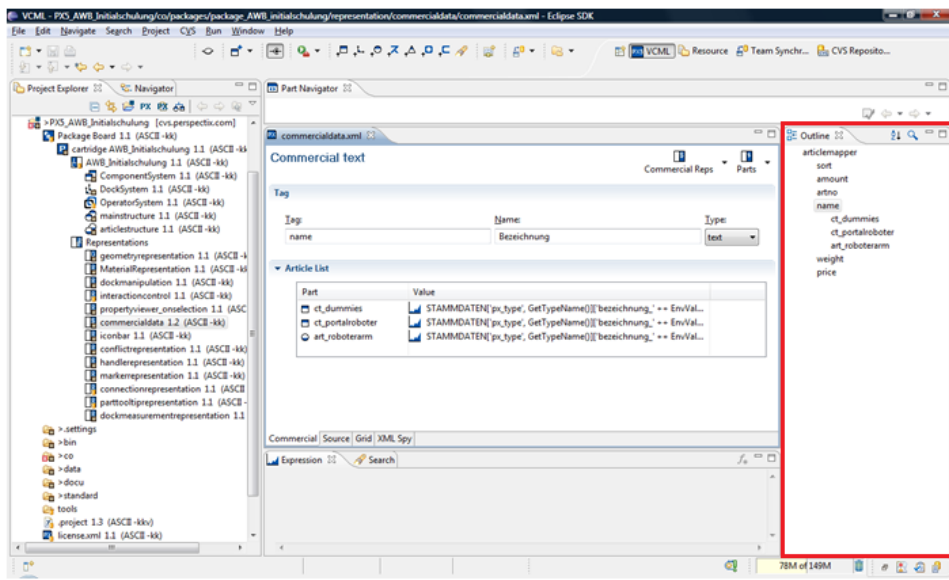 VCML - PX5_AWB_Initialschulung/co/packages/package_AWB_initialschulung/representation/commercialdata/commercialdata.xml - Eclipse SDK
File Edit Navigate Search Project CVS Run Window Help
VCML Resource Team Synchr... CVS Reposito...
Project Explorer Navigator
>PX5_AWB_Initialschulung [cvs.perspectix.com]
Package Board 1.1 (ASCII -kk)
cartridge AWB_Initialschulung 1.1 (ASCII -kk
AWB_Initialschulung 1.1 (ASCII -kk)
ComponentSystem 1.1 (ASCII -kk)
DockSystem 1.1 (ASCII -kk)
OperatorSystem 1.1 (ASCII -kk)
mainstructure 1.1 (ASCII -kk)
articlestructure 1.1 (ASCII -kk)
Representations
geometryrepresentation 1.1 (ASCII -k
MaterialRepresentation 1.1 (ASCII -kk
dockmanipulation 1.1 (ASCII -kk)
interactioncontrol 1.1 (ASCII -kk)
propertyviewer_onselection 1.1 (ASC
commercialdata 1.2 (ASCII -kk)
iconbar 1.1 (ASCII -kk)
conflictrepresentation 1.1 (ASCII -kk)
handlerepresentation 1.1 (ASCII -kk)
markerrepresentation 1.1 (ASCII -kk)
connectionrepresentation 1.1 (ASCII
parttooltiprepresentation 1.1 (ASCII -
dockmeasurementrepresentation 1.1
>.settings
>bin
>co
>data
>docu
>standard
tools
.project 1.3 (ASCII -kkv)
license.xml 1.1 (ASCII -kk)
Part Navigator
commercialdata.xml
Commercial text
Commercial Reps Parts
Tag
Tag: Name: Type:
name Bezeichnung text
Article List
Part Value
ct_dummies STAMMDATEN['px_type', GetTypeName()]['bezeichnung_' ++ EnvVal...
ct_portalroboter STAMMDATEN['px_type', GetTypeName()]['bezeichnung_' ++ EnvVal...
art_roboterarm STAMMDATEN['px_type', GetTypeName()]['bezeichnung_' ++ EnvVal...
Commercial Source Grid XML Spy
Expression Search
Outline
articlemapper
sort
amount
artno
name
ct_dummies
ct_portalroboter
art_roboterarm
weight
price
78M of 149M